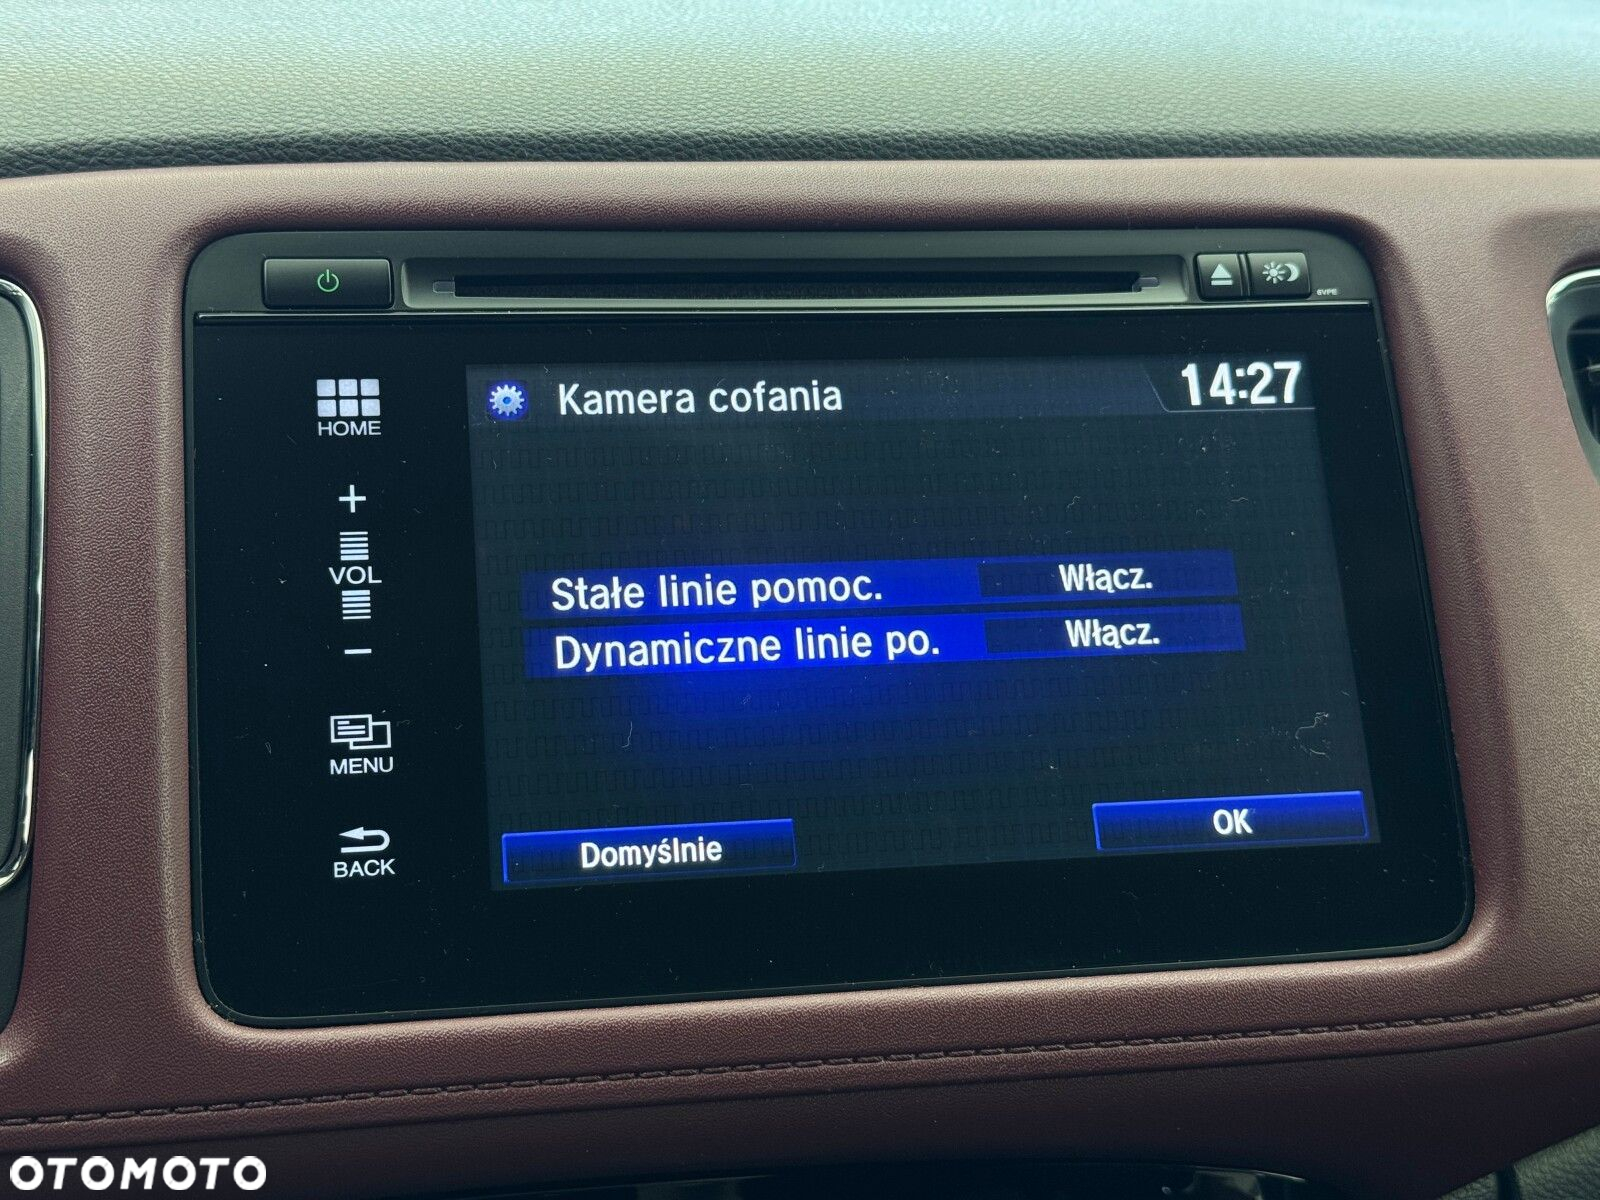 HOME
VOL
MENU
BACK
Kamera cofania
14:27
Stałe linie pomoc. Włącz.
Dynamiczne linie po. Włącz.
Domyślnie
OK
OTOMOTO